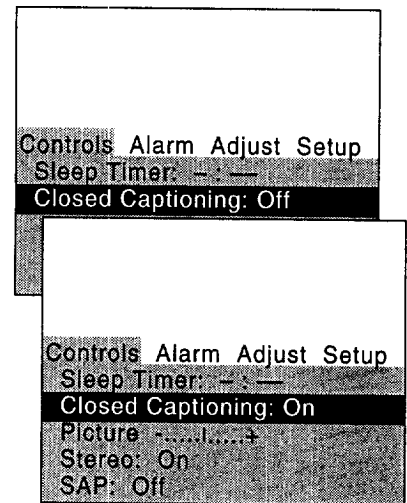 Controls Alarm Adjust Setup
Sleep Timer: – : ––
Closed Captioning: Off
Controls Alarm Adjust Setup
Sleep Timer: – : ––
Closed Captioning: On
Picture -.....I.....+
Stereo: On
SAP: Off